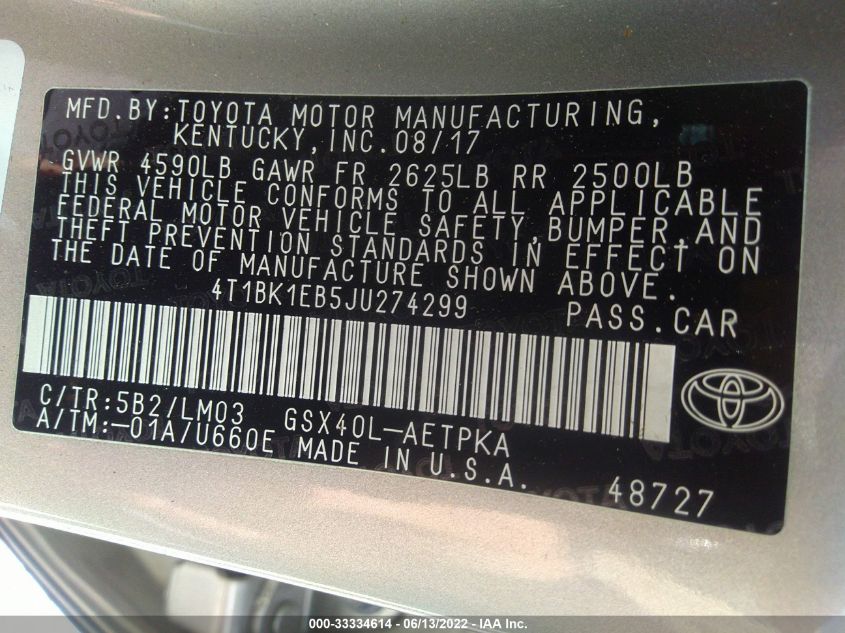 MFD.BY:TOYOTA MOTOR MANUFACTURING,
KENTUCKY,INC.08/17
GVWR 4590LB GAWR FR 2625LB RR 2500LB
THIS VEHICLE CONFORMS TO ALL APPLICABLE
FEDERAL MOTOR VEHICLE SAFETY,BUMPER,AND
THEFT PREVENTION STANDARDS IN EFFECT ON
THE DATE OF MANUFACTURE SHOWN ABOVE.
4T1BK1EB5JU274299 PASS.CAR
C/TR:5B2/LM03 GSX40L-AETPKA
A/TM:-01A/U660E MADE IN U.S.A.
48727
000-33334614 - 06/13/2022 - IAA Inc.